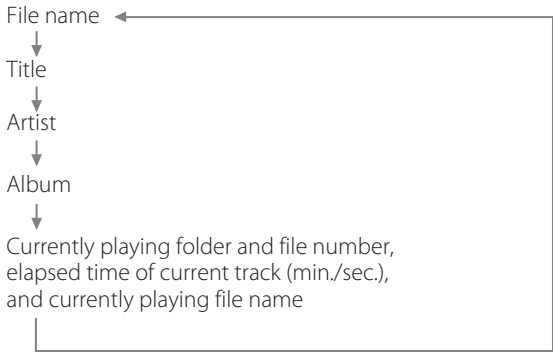 File name
Title
Artist
Album
Currently playing folder and file number,
elapsed time of current track (min./sec.),
and currently playing file name